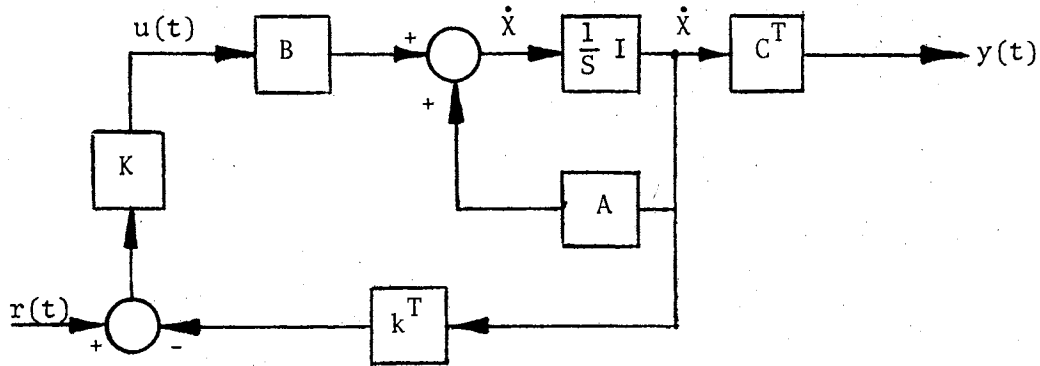 u(t)
B
+
Ẋ
1/S I
Ẋ
C^T
y(t)
+
K
A
r(t)
+
-
k^T